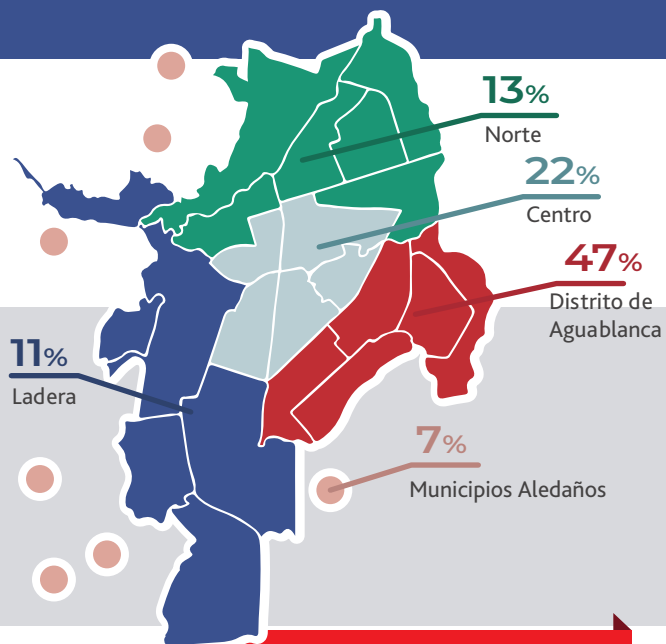 13%
Norte
22%
Centro
47%
Distrito de
Aguablanca
11%
Ladera
7%
Municipios Aledaños